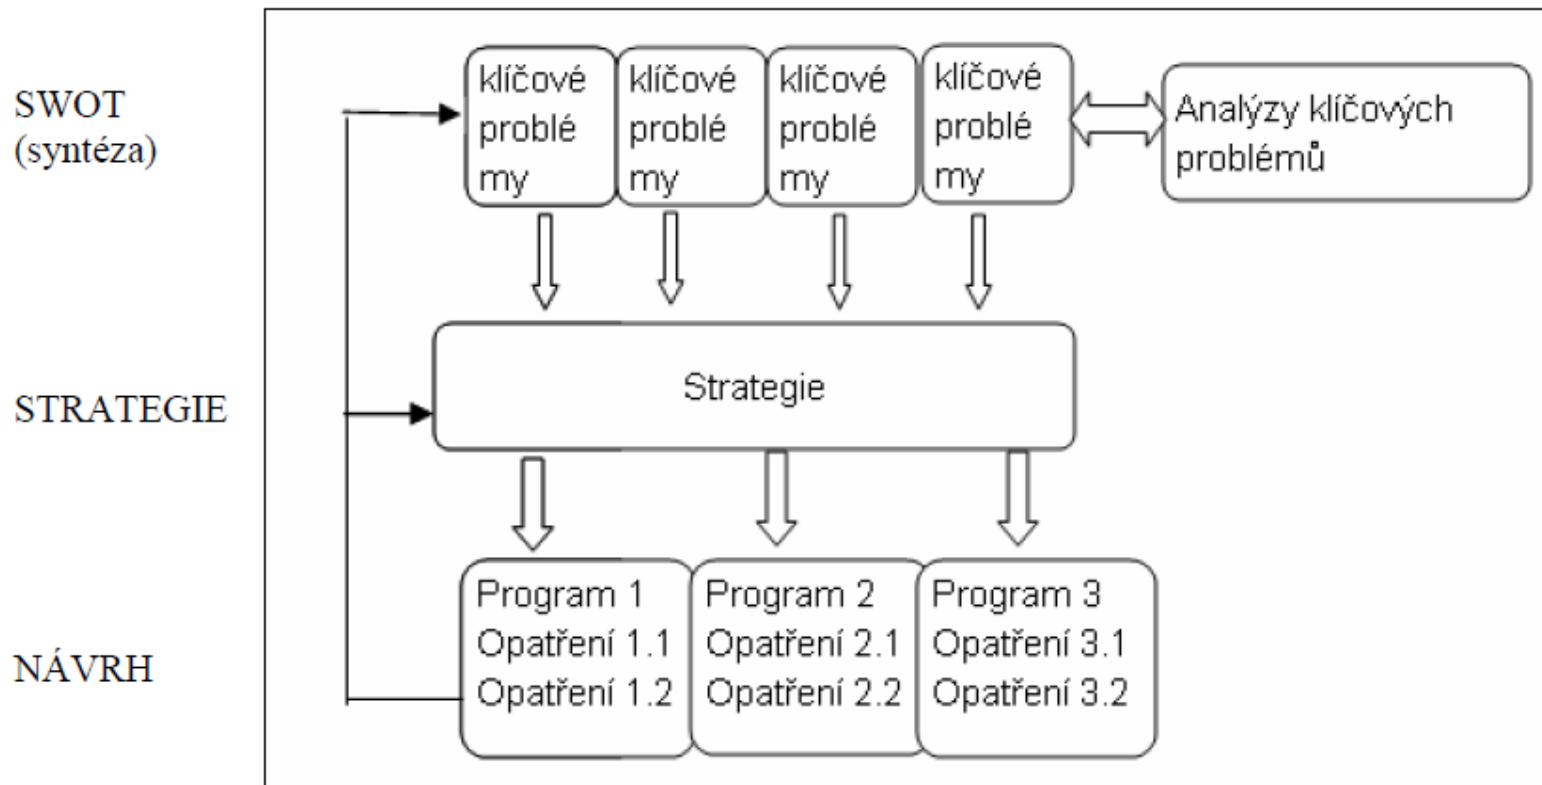 SWOT
(syntéza)
klíčové
problé
my
klíčové
problé
my
klíčové
problé
my
klíčové
problé
my
Analýzy klíčových
problémů
STRATEGIE
Strategie
NÁVRH
Program 1
Opatření 1.1
Opatření 1.2
Program 2
Opatření 2.1
Opatření 2.2
Program 3
Opatření 3.1
Opatření 3.2